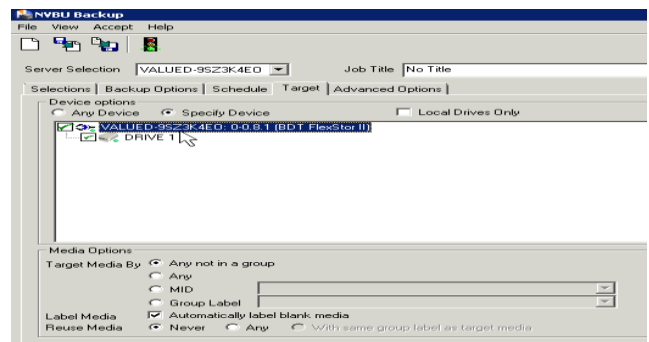 NVBU Backup
File View Accept Help
Server Selection VALUED-9SZ3K4E0 Job Title No Title
Selections Backup Options Schedule Target Advanced Options
Device options
Any Device Specify Device Local Drives Only
VALUED-9SZ3K4E0: 0-0.8.1 (BDT FlexStor II)
DRIVE 1
Media Options
Target Media By Any not in a group
Any
MID
Group Label
Label Media Automatically label blank media
Reuse Media Never Any With same group label as target media